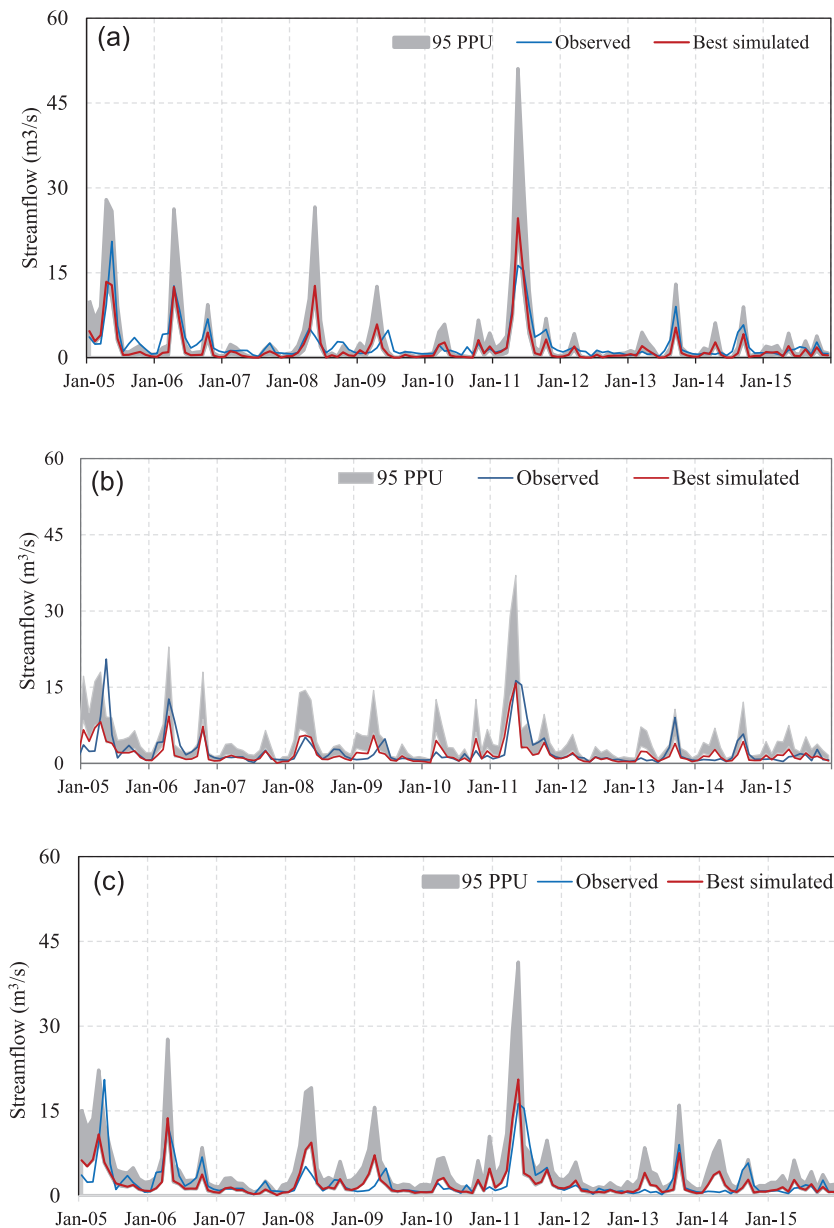 (a)
95 PPU Observed Best simulated
Streamflow (m3/s)
60
45
30
15
0
Jan-05 Jan-06 Jan-07 Jan-08 Jan-09 Jan-10 Jan-11 Jan-12 Jan-13 Jan-14 Jan-15
(b)
95 PPU Observed Best simulated
Streamflow (m³/s)
60
45
30
15
0
Jan-05 Jan-06 Jan-07 Jan-08 Jan-09 Jan-10 Jan-11 Jan-12 Jan-13 Jan-14 Jan-15
(c)
95 PPU Observed Best simulated
Streamflow (m³/s)
60
45
30
15
0
Jan-05 Jan-06 Jan-07 Jan-08 Jan-09 Jan-10 Jan-11 Jan-12 Jan-13 Jan-14 Jan-15